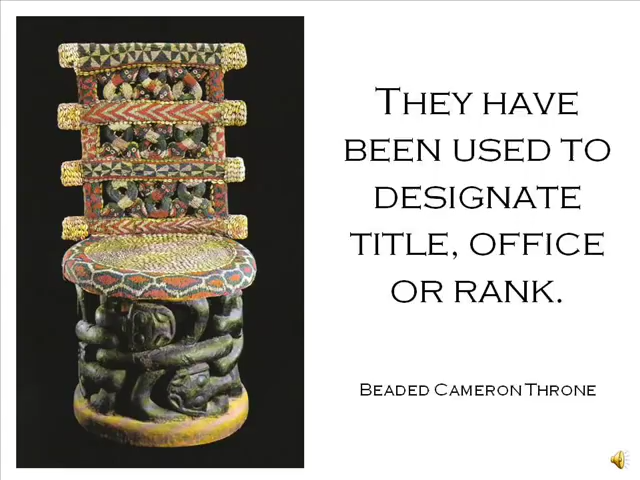 THEY HAVE
BEEN USED TO
DESIGNATE
TITLE, OFFICE
OR RANK.
BEADED CAMERON THRONE